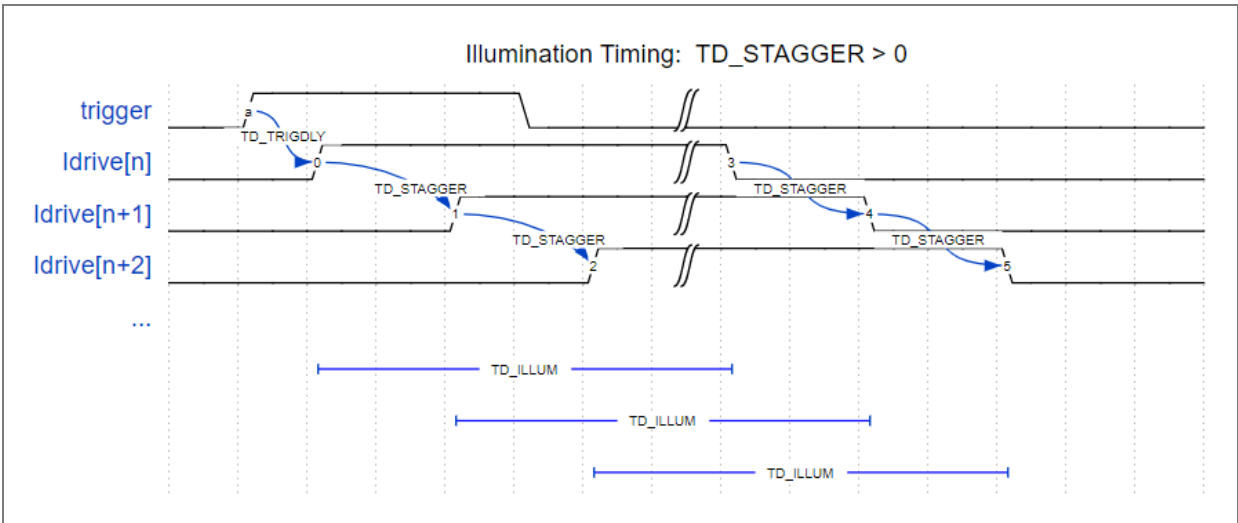 Illumination Timing: TD_STAGGER > 0
trigger
a
TD_TRIGDLY
Idrive[n]
0
3
TD_STAGGER
TD_STAGGER
Idrive[n+1]
1
4
TD_STAGGER
TD_STAGGER
Idrive[n+2]
2
5
...
TD_ILLUM
TD_ILLUM
TD_ILLUM